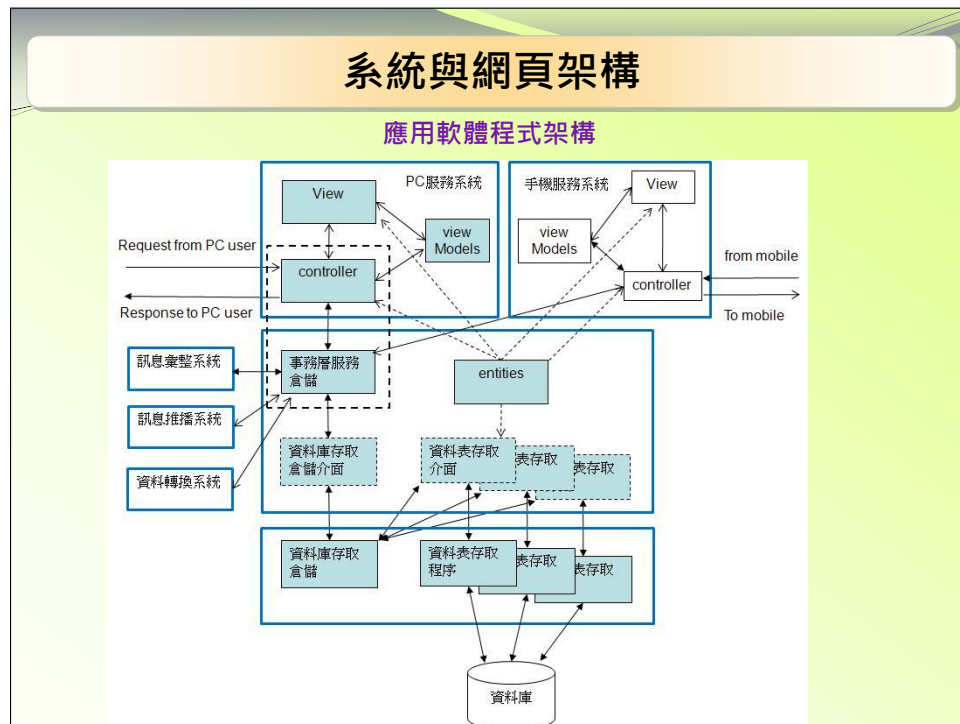 系統與網頁架構
應用軟體程式架構
PC服務系統
View
view
Models
controller
Request from PC user
Response to PC user
手機服務系統
View
view
Models
controller
from mobile
To mobile
訊息彙整系統
訊息推播系統
資料轉換系統
事務層服務
倉儲
entities
資料庫存取
倉儲介面
資料表存取
介面
表存取
表存取
資料庫存取
倉儲
資料表存取
程序
表存取
表存取
資料庫